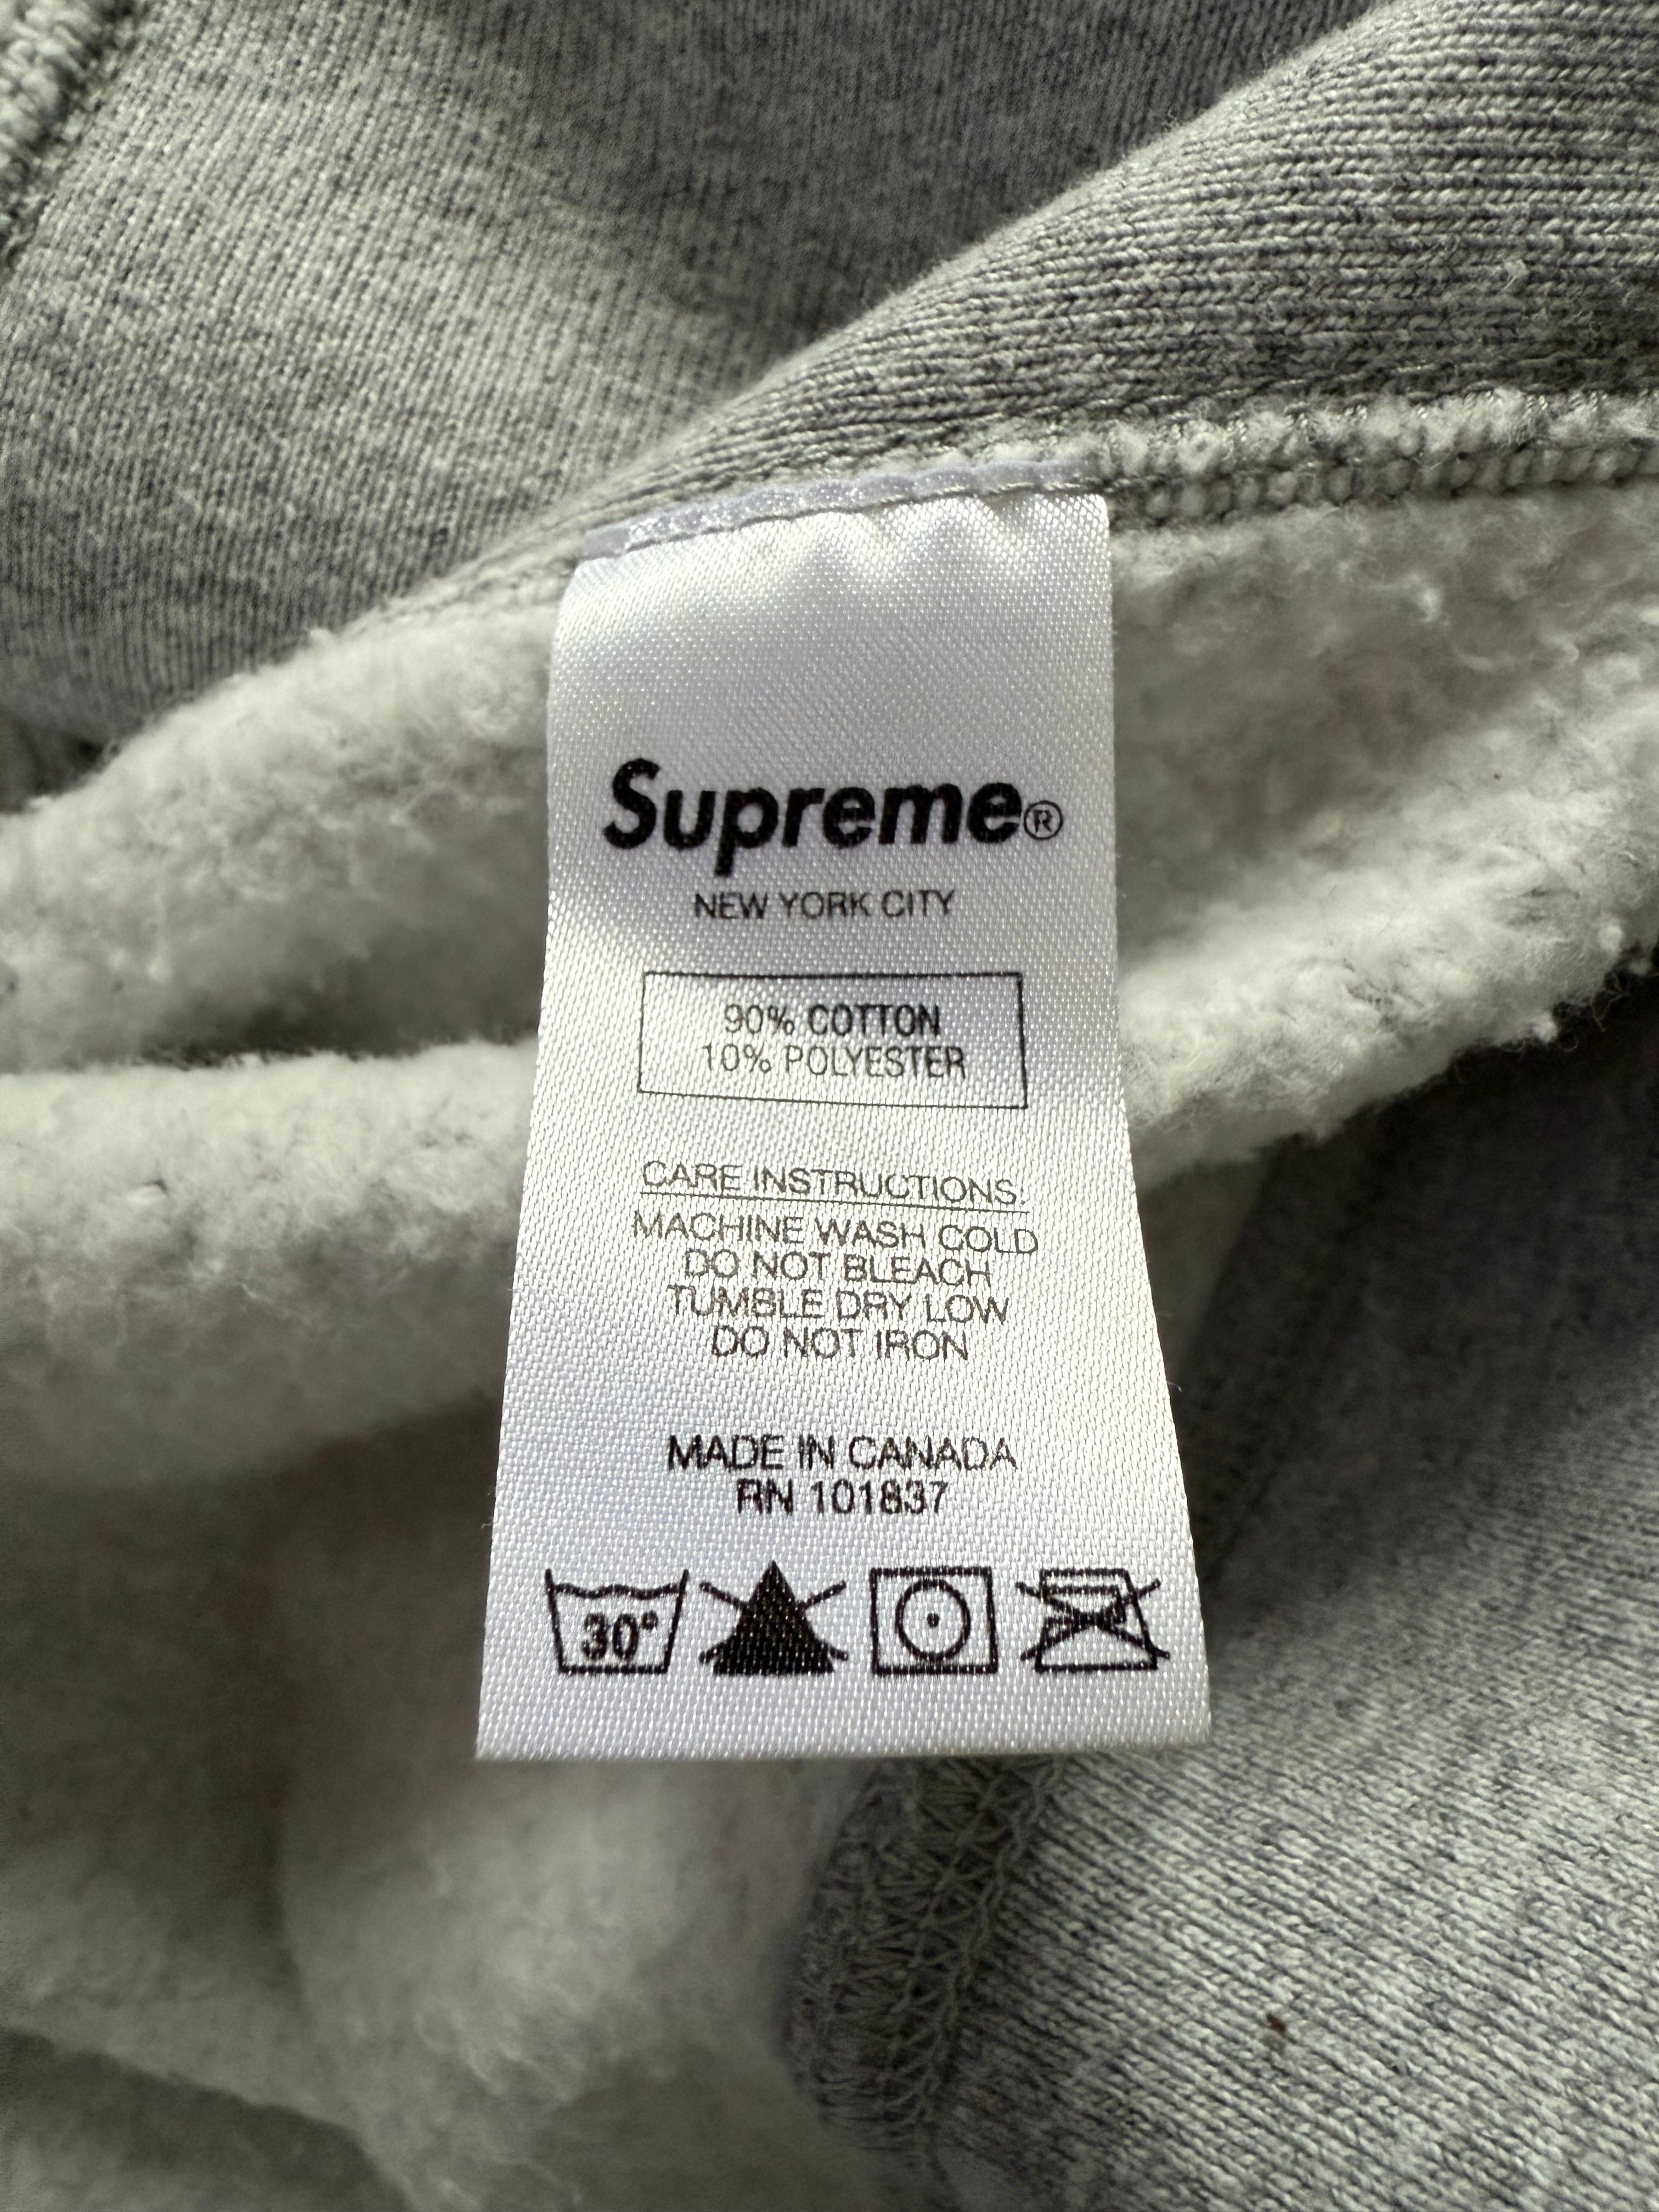 Supreme®
NEW YORK CITY
90% COTTON
10% POLYESTER
CARE INSTRUCTIONS:
MACHINE WASH COLD
DO NOT BLEACH
TUMBLE DRY LOW
DO NOT IRON
MADE IN CANADA
RN 101837
30°